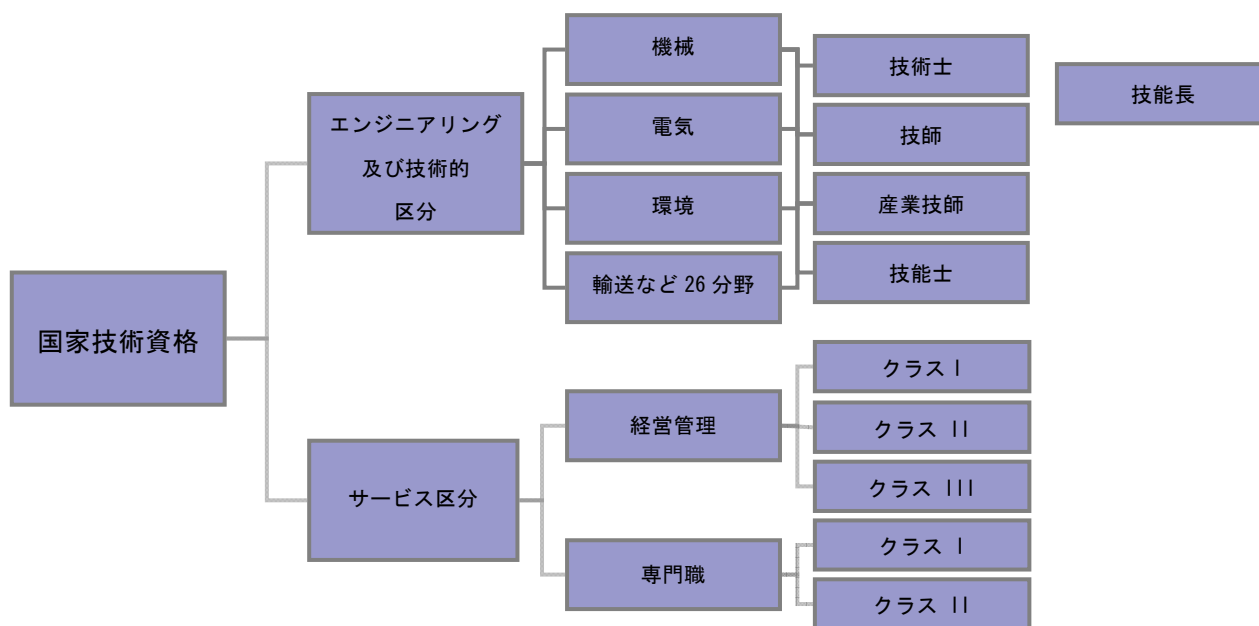 国家技術資格
エンジニアリング
及び技術的
区分
機械
電気
環境
輸送など 26 分野
技術士
技師
産業技師
技能士
技能長
サービス区分
経営管理
クラス I
クラス II
クラス III
専門職
クラス I
クラス II